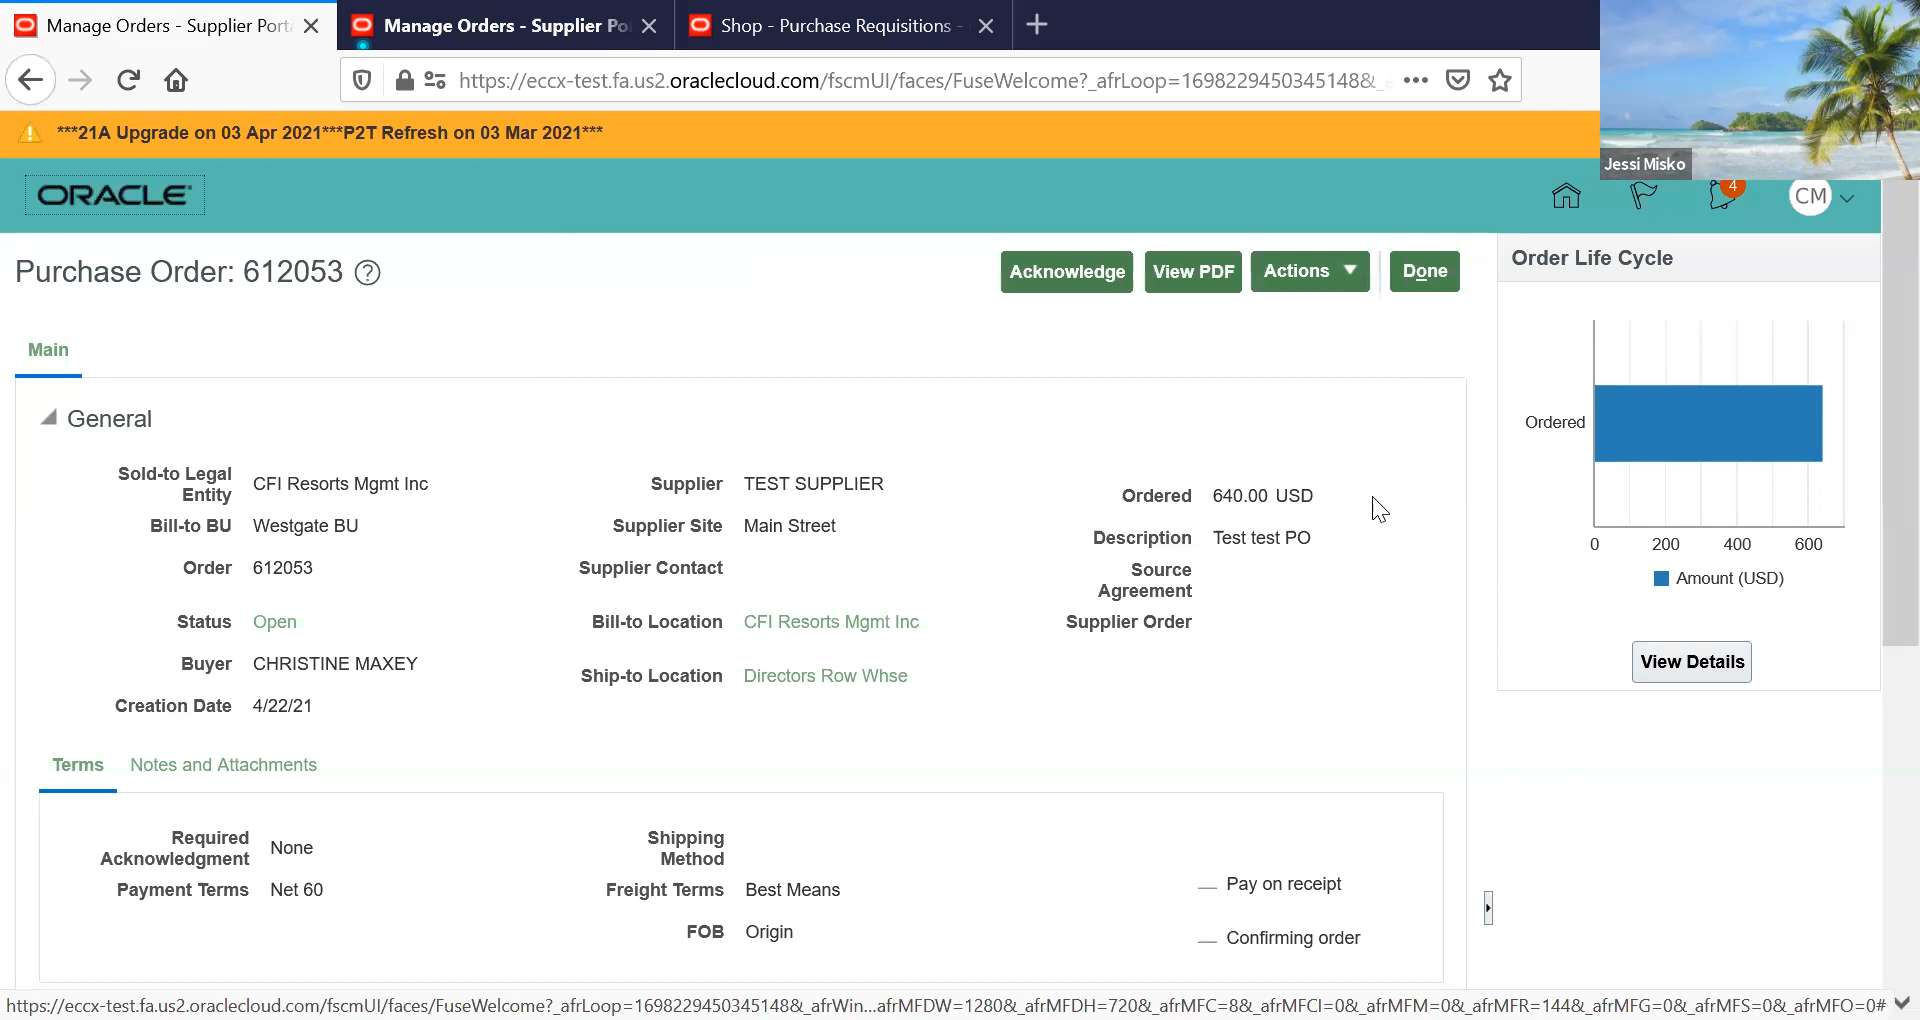 Manage Orders - Supplier Porta
Manage Orders - Supplier Po
Shop - Purchase Requisitions -
https://eccx-test.fa.us2.oraclecloud.com/fscmUI/faces/FuseWelcome?_afrLoop=1698229450345148&_a
***21A Upgrade on 03 Apr 2021***P2T Refresh on 03 Mar 2021***
Jessi Misko
ORACLE
4
CM
Purchase Order: 612053
Acknowledge View PDF Actions Done
Order Life Cycle
Main
General
Sold-to Legal Entity CFI Resorts Mgmt Inc
Bill-to BU Westgate BU
Order 612053
Status Open
Buyer CHRISTINE MAXEY
Creation Date 4/22/21
Supplier TEST SUPPLIER
Supplier Site Main Street
Supplier Contact
Bill-to Location CFI Resorts Mgmt Inc
Ship-to Location Directors Row Whse
Ordered 640.00 USD
Description Test test PO
Source Agreement
Supplier Order
Ordered
0 200 400 600
Amount (USD)
View Details
Terms Notes and Attachments
Required Acknowledgment None
Payment Terms Net 60
Shipping Method
Freight Terms Best Means
FOB Origin
Pay on receipt
Confirming order
https://eccx-test.fa.us2.oraclecloud.com/fscmUI/faces/FuseWelcome?_afrLoop=1698229450345148&_afrWin...afrMFDW=1280&_afrMFDH=720&_afrMFC=8&_afrMFCI=0&_afrMFM=0&_afrMFR=144&_afrMFG=0&_afrMFS=0&_afrMFO=0#